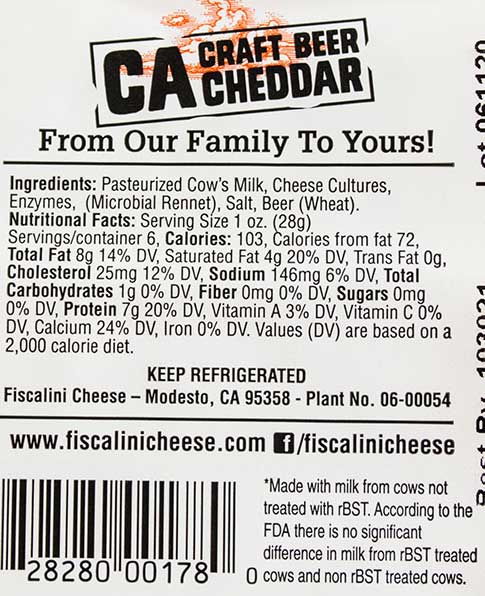 CA CRAFT BEER
CHEDDAR
From Our Family To Yours!
Ingredients: Pasteurized Cow's Milk, Cheese Cultures,
Enzymes, (Microbial Rennet), Salt, Beer (Wheat).
Nutritional Facts: Serving Size 1 oz. (28g)
Servings/container 6, Calories: 103, Calories from fat 72,
Total Fat 8g 14% DV, Saturated Fat 4g 20% DV, Trans Fat 0g,
Cholesterol 25mg 12% DV, Sodium 146mg 6% DV, Total
Carbohydrates 1g 0% DV, Fiber 0mg 0% DV, Sugars 0mg
0% DV, Protein 7g 20% DV, Vitamin A 3% DV, Vitamin C 0%
DV, Calcium 24% DV, Iron 0% DV. Values (DV) are based on a
2,000 calorie diet.
KEEP REFRIGERATED
Fiscalini Cheese – Modesto, CA 95358 - Plant No. 06-00054
www.fiscalinicheese.com f/fiscalinicheese
28280 00178 0
*Made with milk from cows not
treated with rBST. According to the
FDA there is no significant
difference in milk from rBST treated
cows and non rBST treated cows.
Lot 061120
Best By 103021